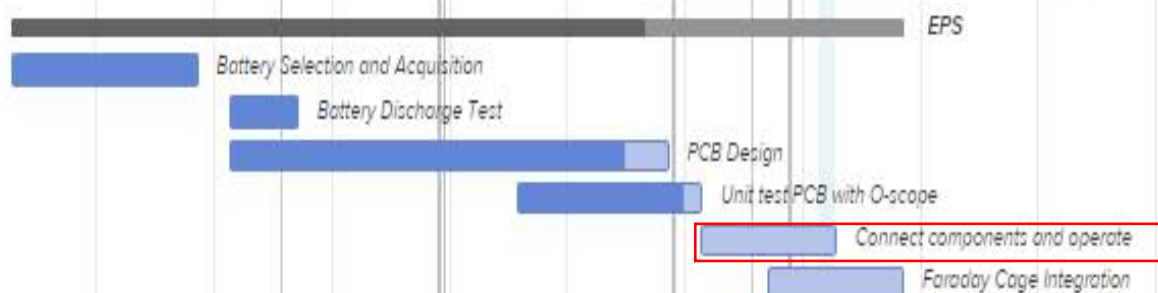 EPS
Battery Selection and Acquisition
Battery Discharge Test
PCB Design
Unit test PCB with O-scope
Connect components and operate
Faraday Cage Integration